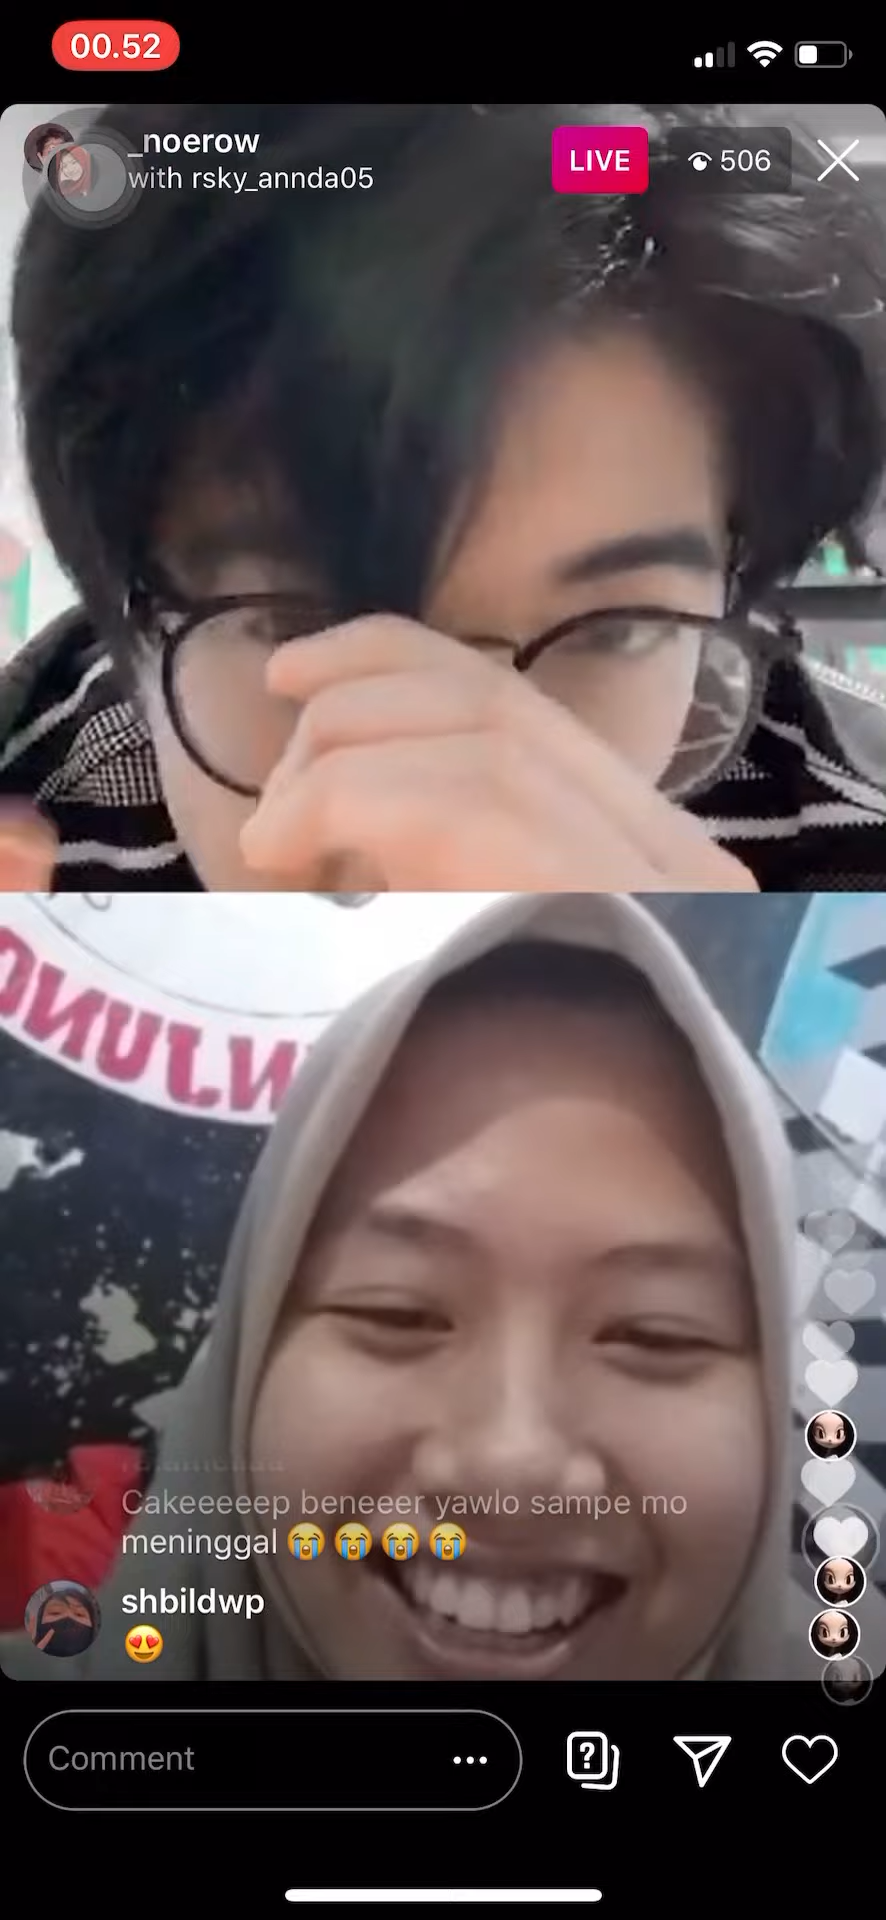 00.52
_noerow
with rsky_annda05
LIVE
506
Cakeeeeep beneeer yawlo sampe mo
meninggal 😭😭😭😭
shbildwp
😍
Comment